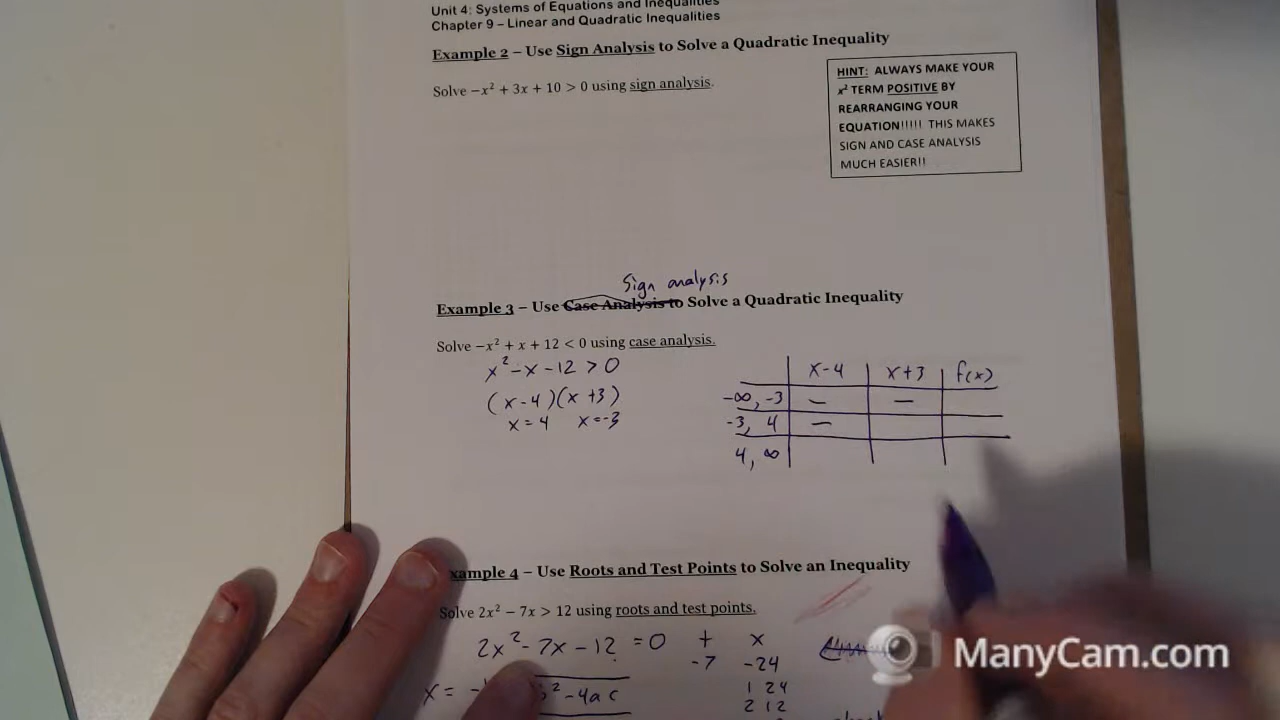 Unit 4: Systems of Equations and Inequalities
Chapter 9 – Linear and Quadratic Inequalities
Example 2 – Use Sign Analysis to Solve a Quadratic Inequality
Solve −x² + 3x + 10 > 0 using sign analysis.
HINT: ALWAYS MAKE YOUR
x² TERM POSITIVE BY
REARRANGING YOUR
EQUATION!!!!! THIS MAKES
SIGN AND CASE ANALYSIS
MUCH EASIER!!
Sign analysis
Example 3 – Use Case Analysis to Solve a Quadratic Inequality
Solve −x² + x + 12 < 0 using case analysis.
x² - x - 12 > 0
(x - 4)(x + 3)
x = 4 x = -3
x - 4 x + 3 f(x)
-∞, -3 − −
-3, 4 −
4, ∞
xample 4 – Use Roots and Test Points to Solve an Inequality
Solve 2x² − 7x > 12 using roots and test points.
2x² - 7x - 12 = 0 + x
-7 -24
x = - ² - 4ac
1 24
2 12
ManyCam.com